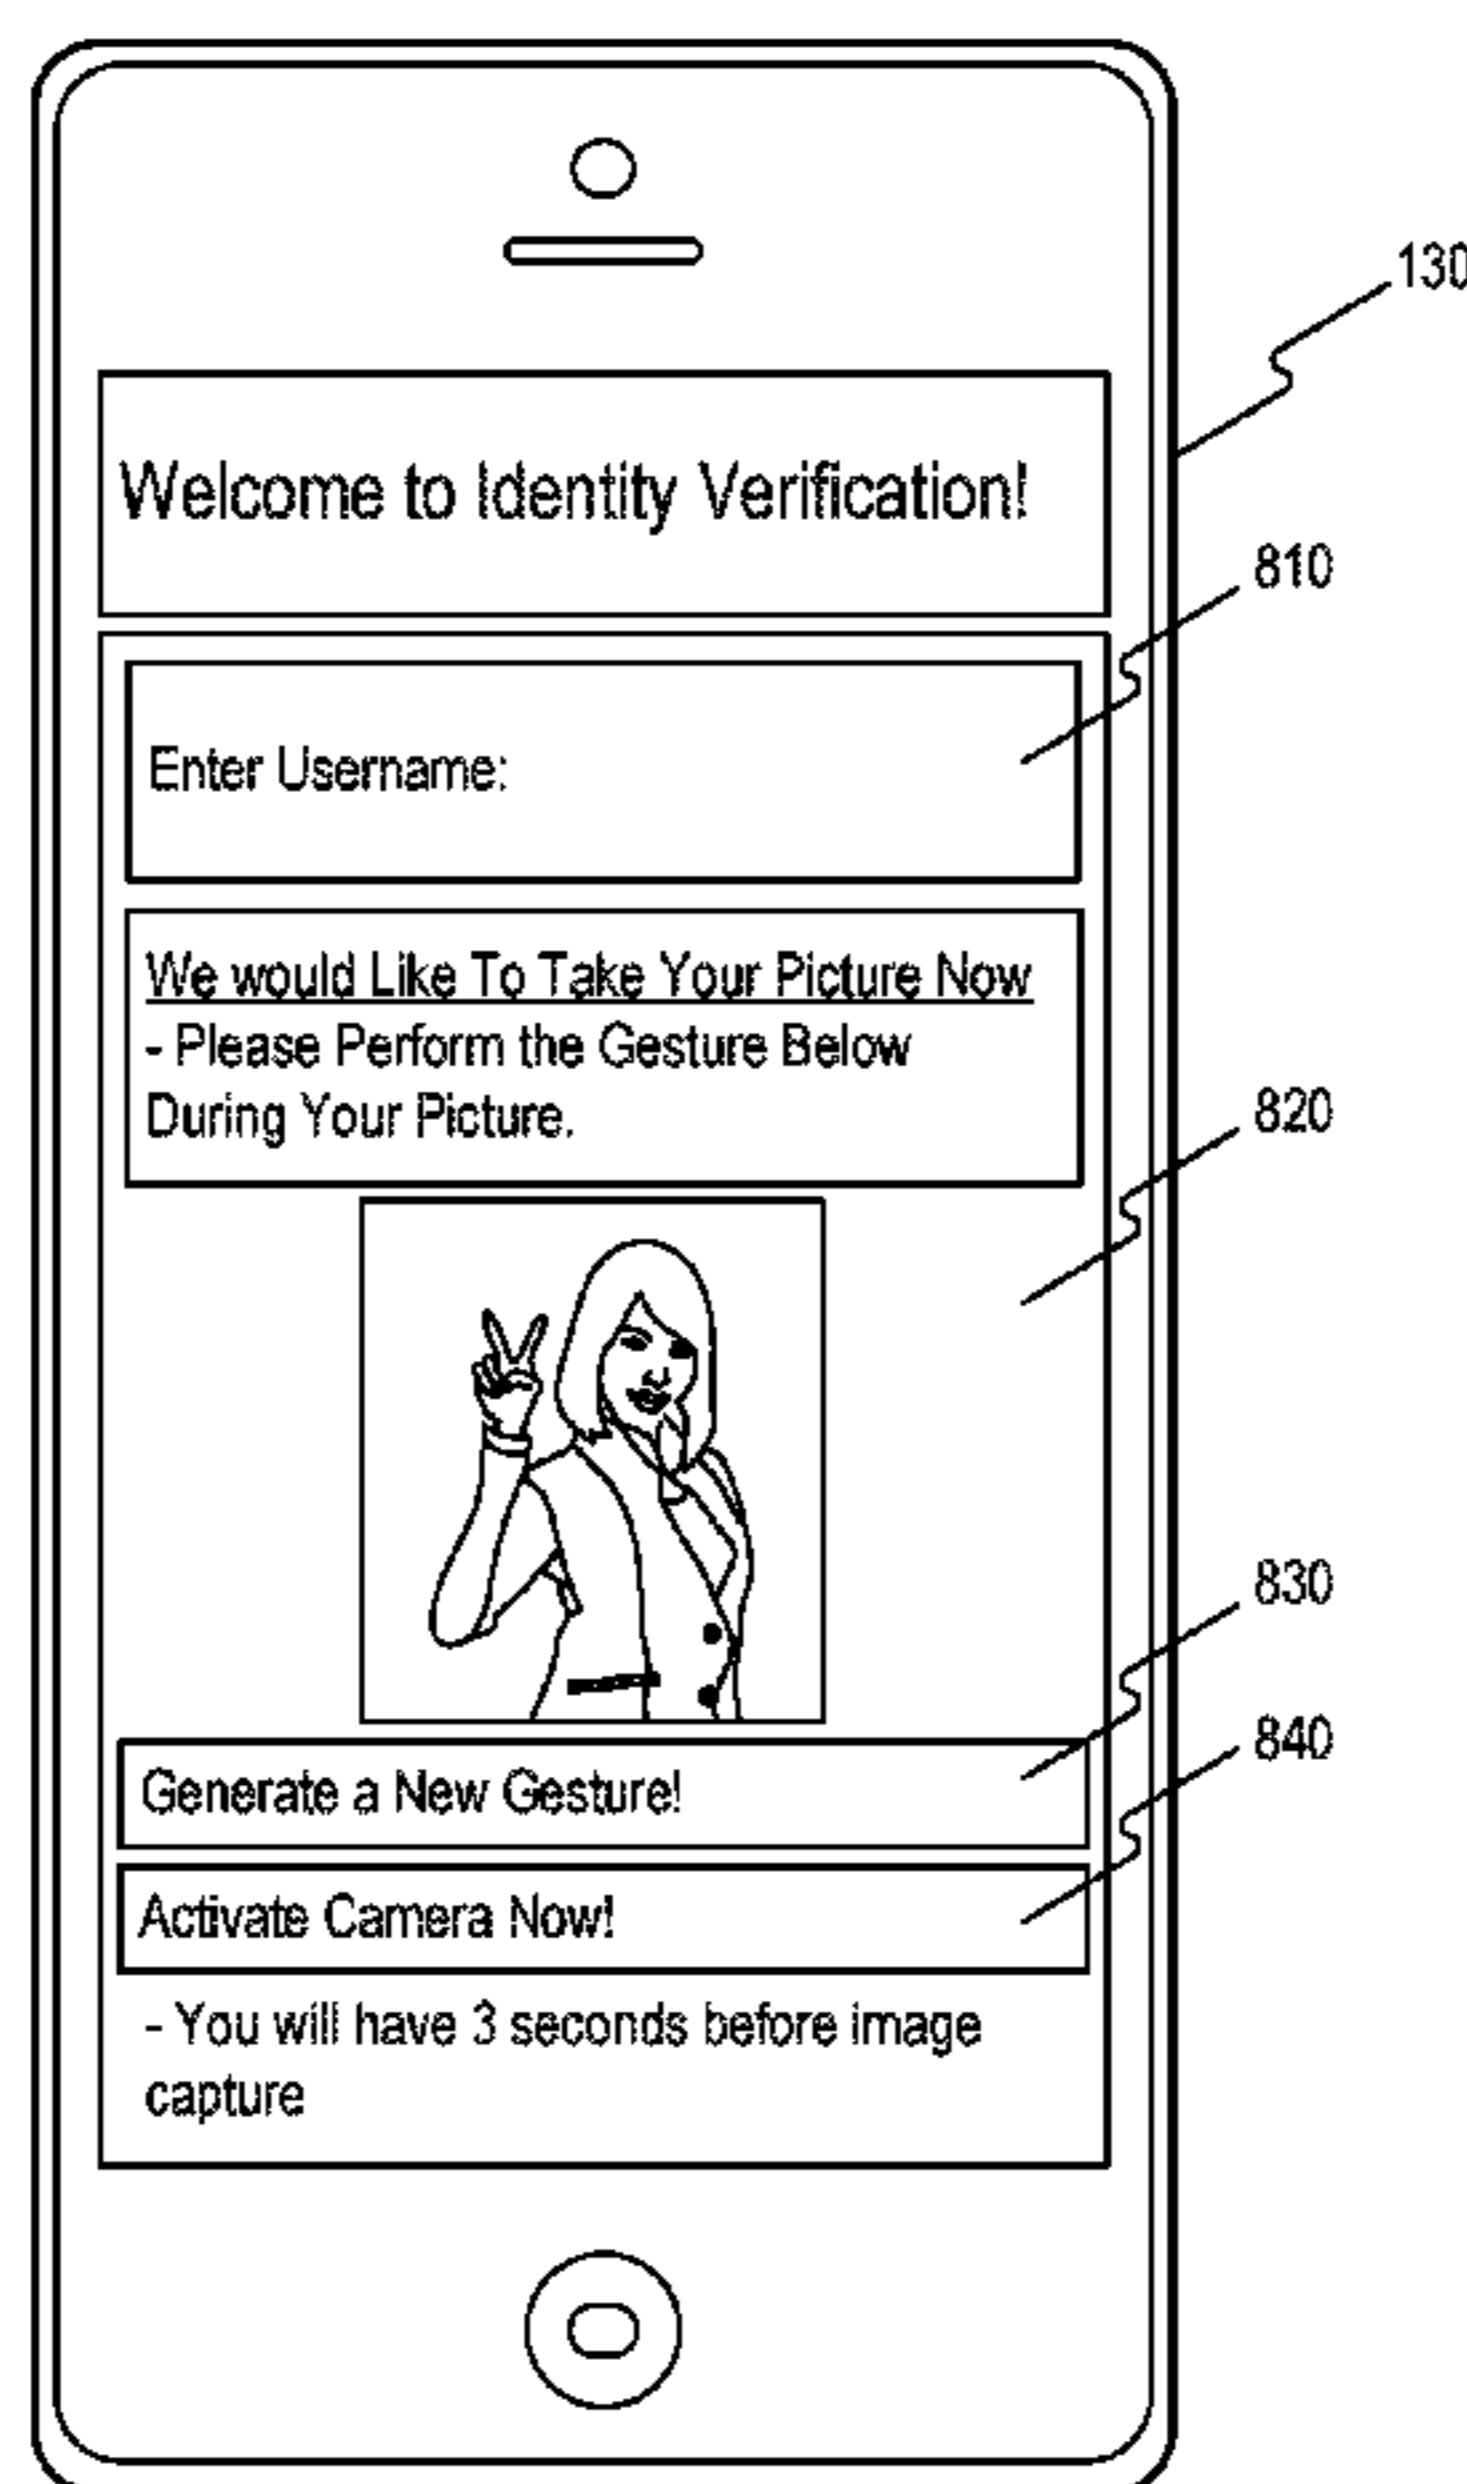 130
Welcome to Identity Verification!
810
Enter Username:
We would Like To Take Your Picture Now
- Please Perform the Gesture Below
During Your Picture.
820
830
Generate a New Gesture!
840
Activate Camera Now!
- You will have 3 seconds before image
capture